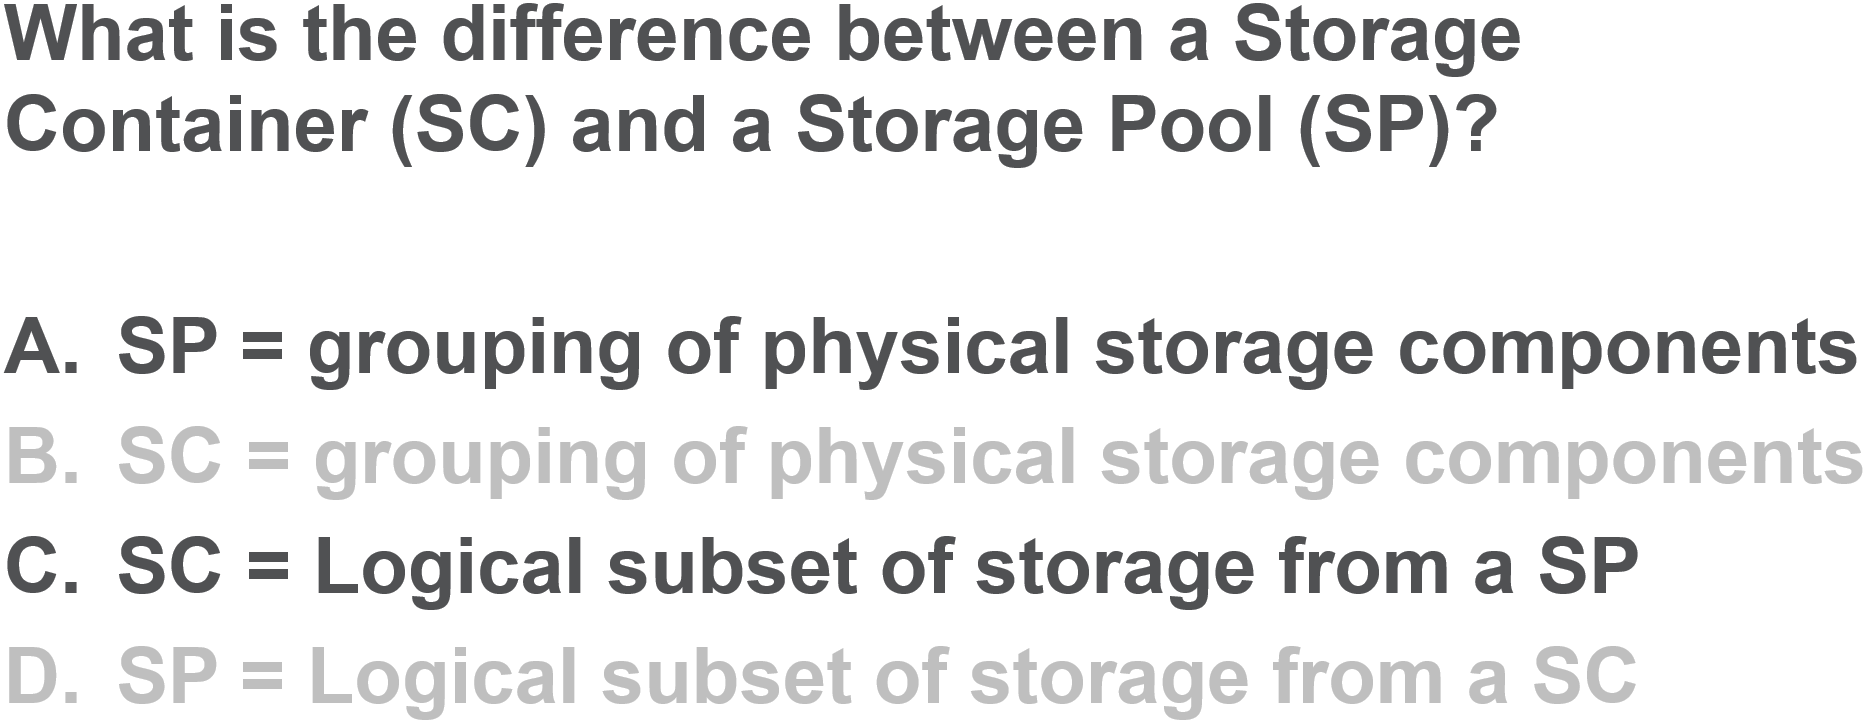 What is the difference between a Storage
Container (SC) and a Storage Pool (SP)?
A. SP = grouping of physical storage components
B. SC = grouping of physical storage components
C. SC = Logical subset of storage from a SP
D. SP = Logical subset of storage from a SC